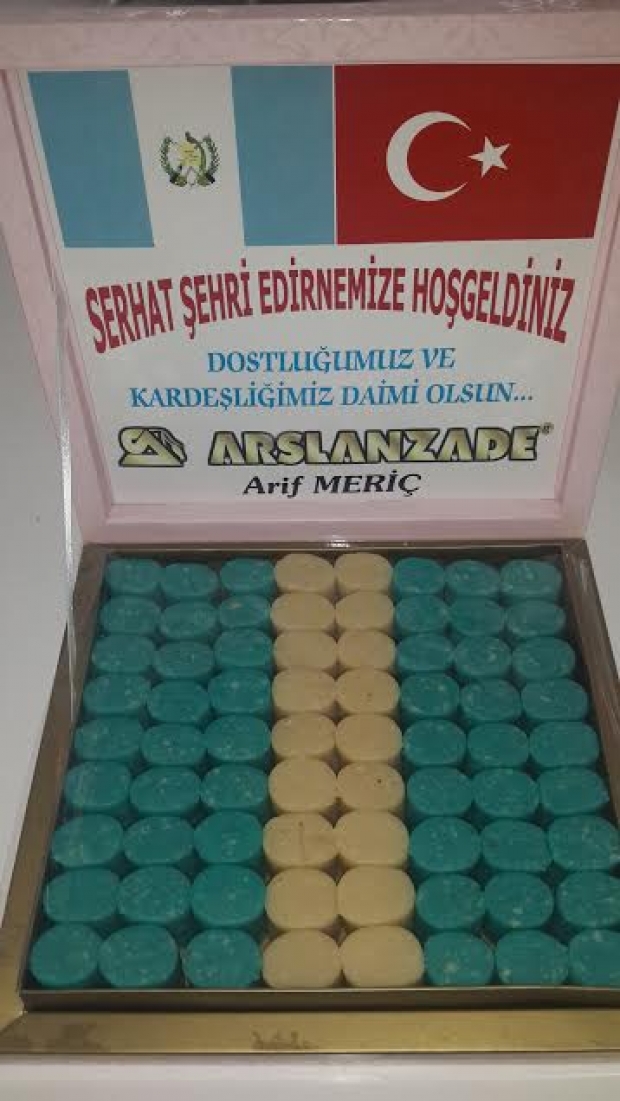 SERHAT ŞEHRİ EDİRNEMİZE HOŞGELDİNİZ
DOSTLUĞUMUZ VE
KARDEŞLİĞİMİZ DAİMİ OLSUN...
ARSLANZADE®
Arif MERİÇ